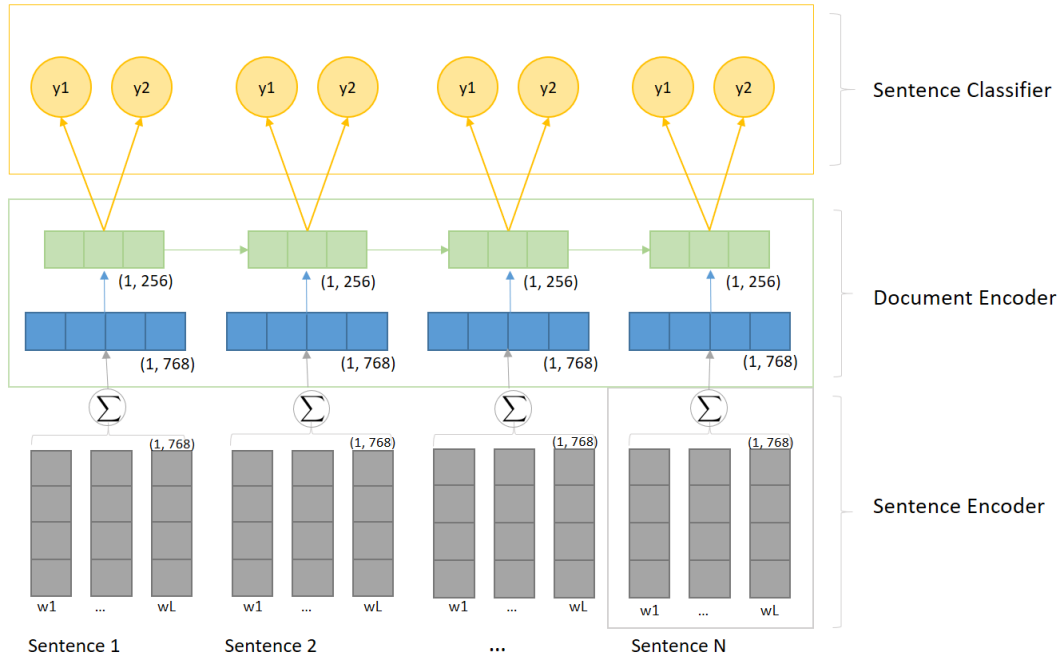 y1 y2 y1 y2 y1 y2 y1 y2
Sentence Classifier
(1, 256) (1, 256) (1, 256) (1, 256)
Document Encoder
(1, 768) (1, 768) (1, 768) (1, 768)
Σ Σ Σ Σ
(1, 768) (1, 768) (1, 768) (1, 768)
Sentence Encoder
w1 ... wL w1 ... wL w1 ... wL w1 ... wL
Sentence 1 Sentence 2 ... Sentence N